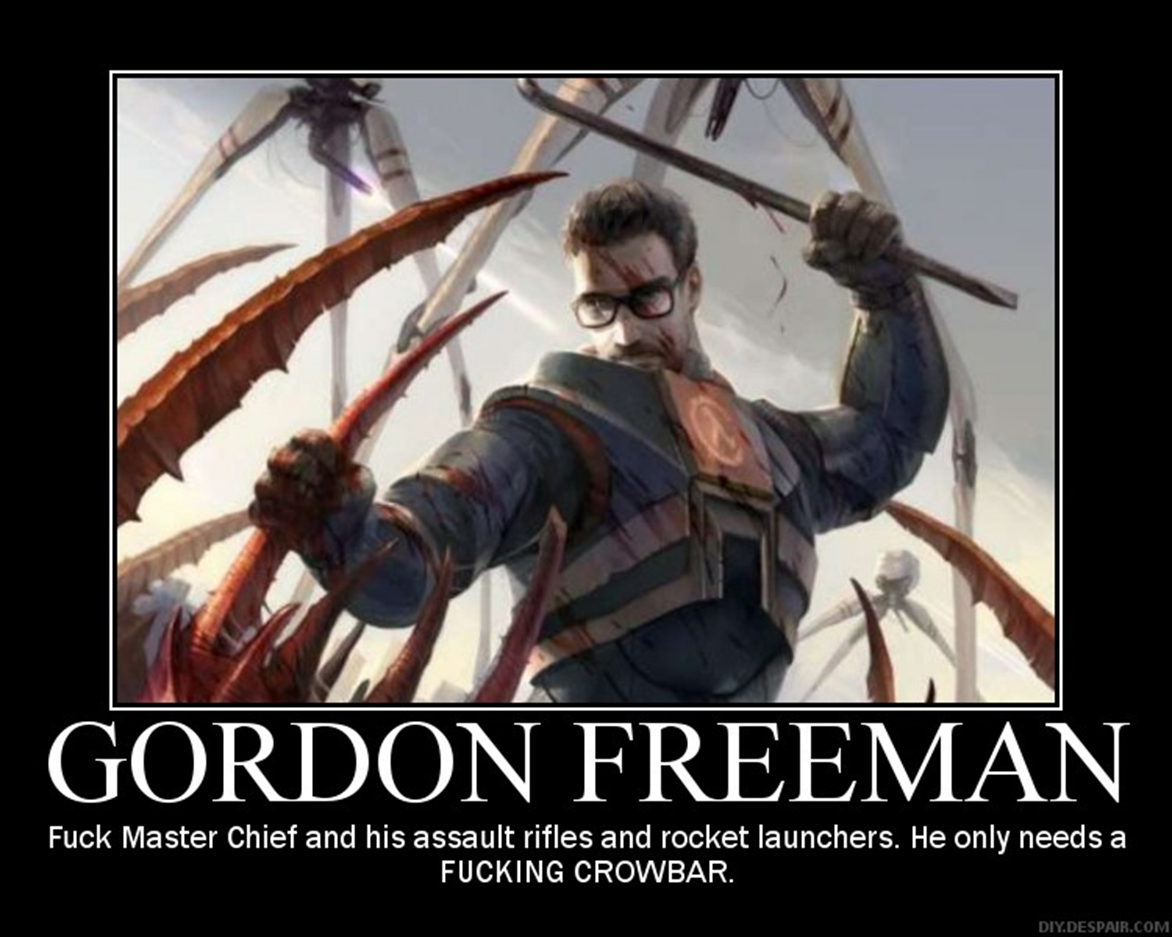 GORDON FREEMAN
Fuck Master Chief and his assault rifles and rocket launchers. He only needs a
FUCKING CROWBAR.
DIY.DESPAIR.COM